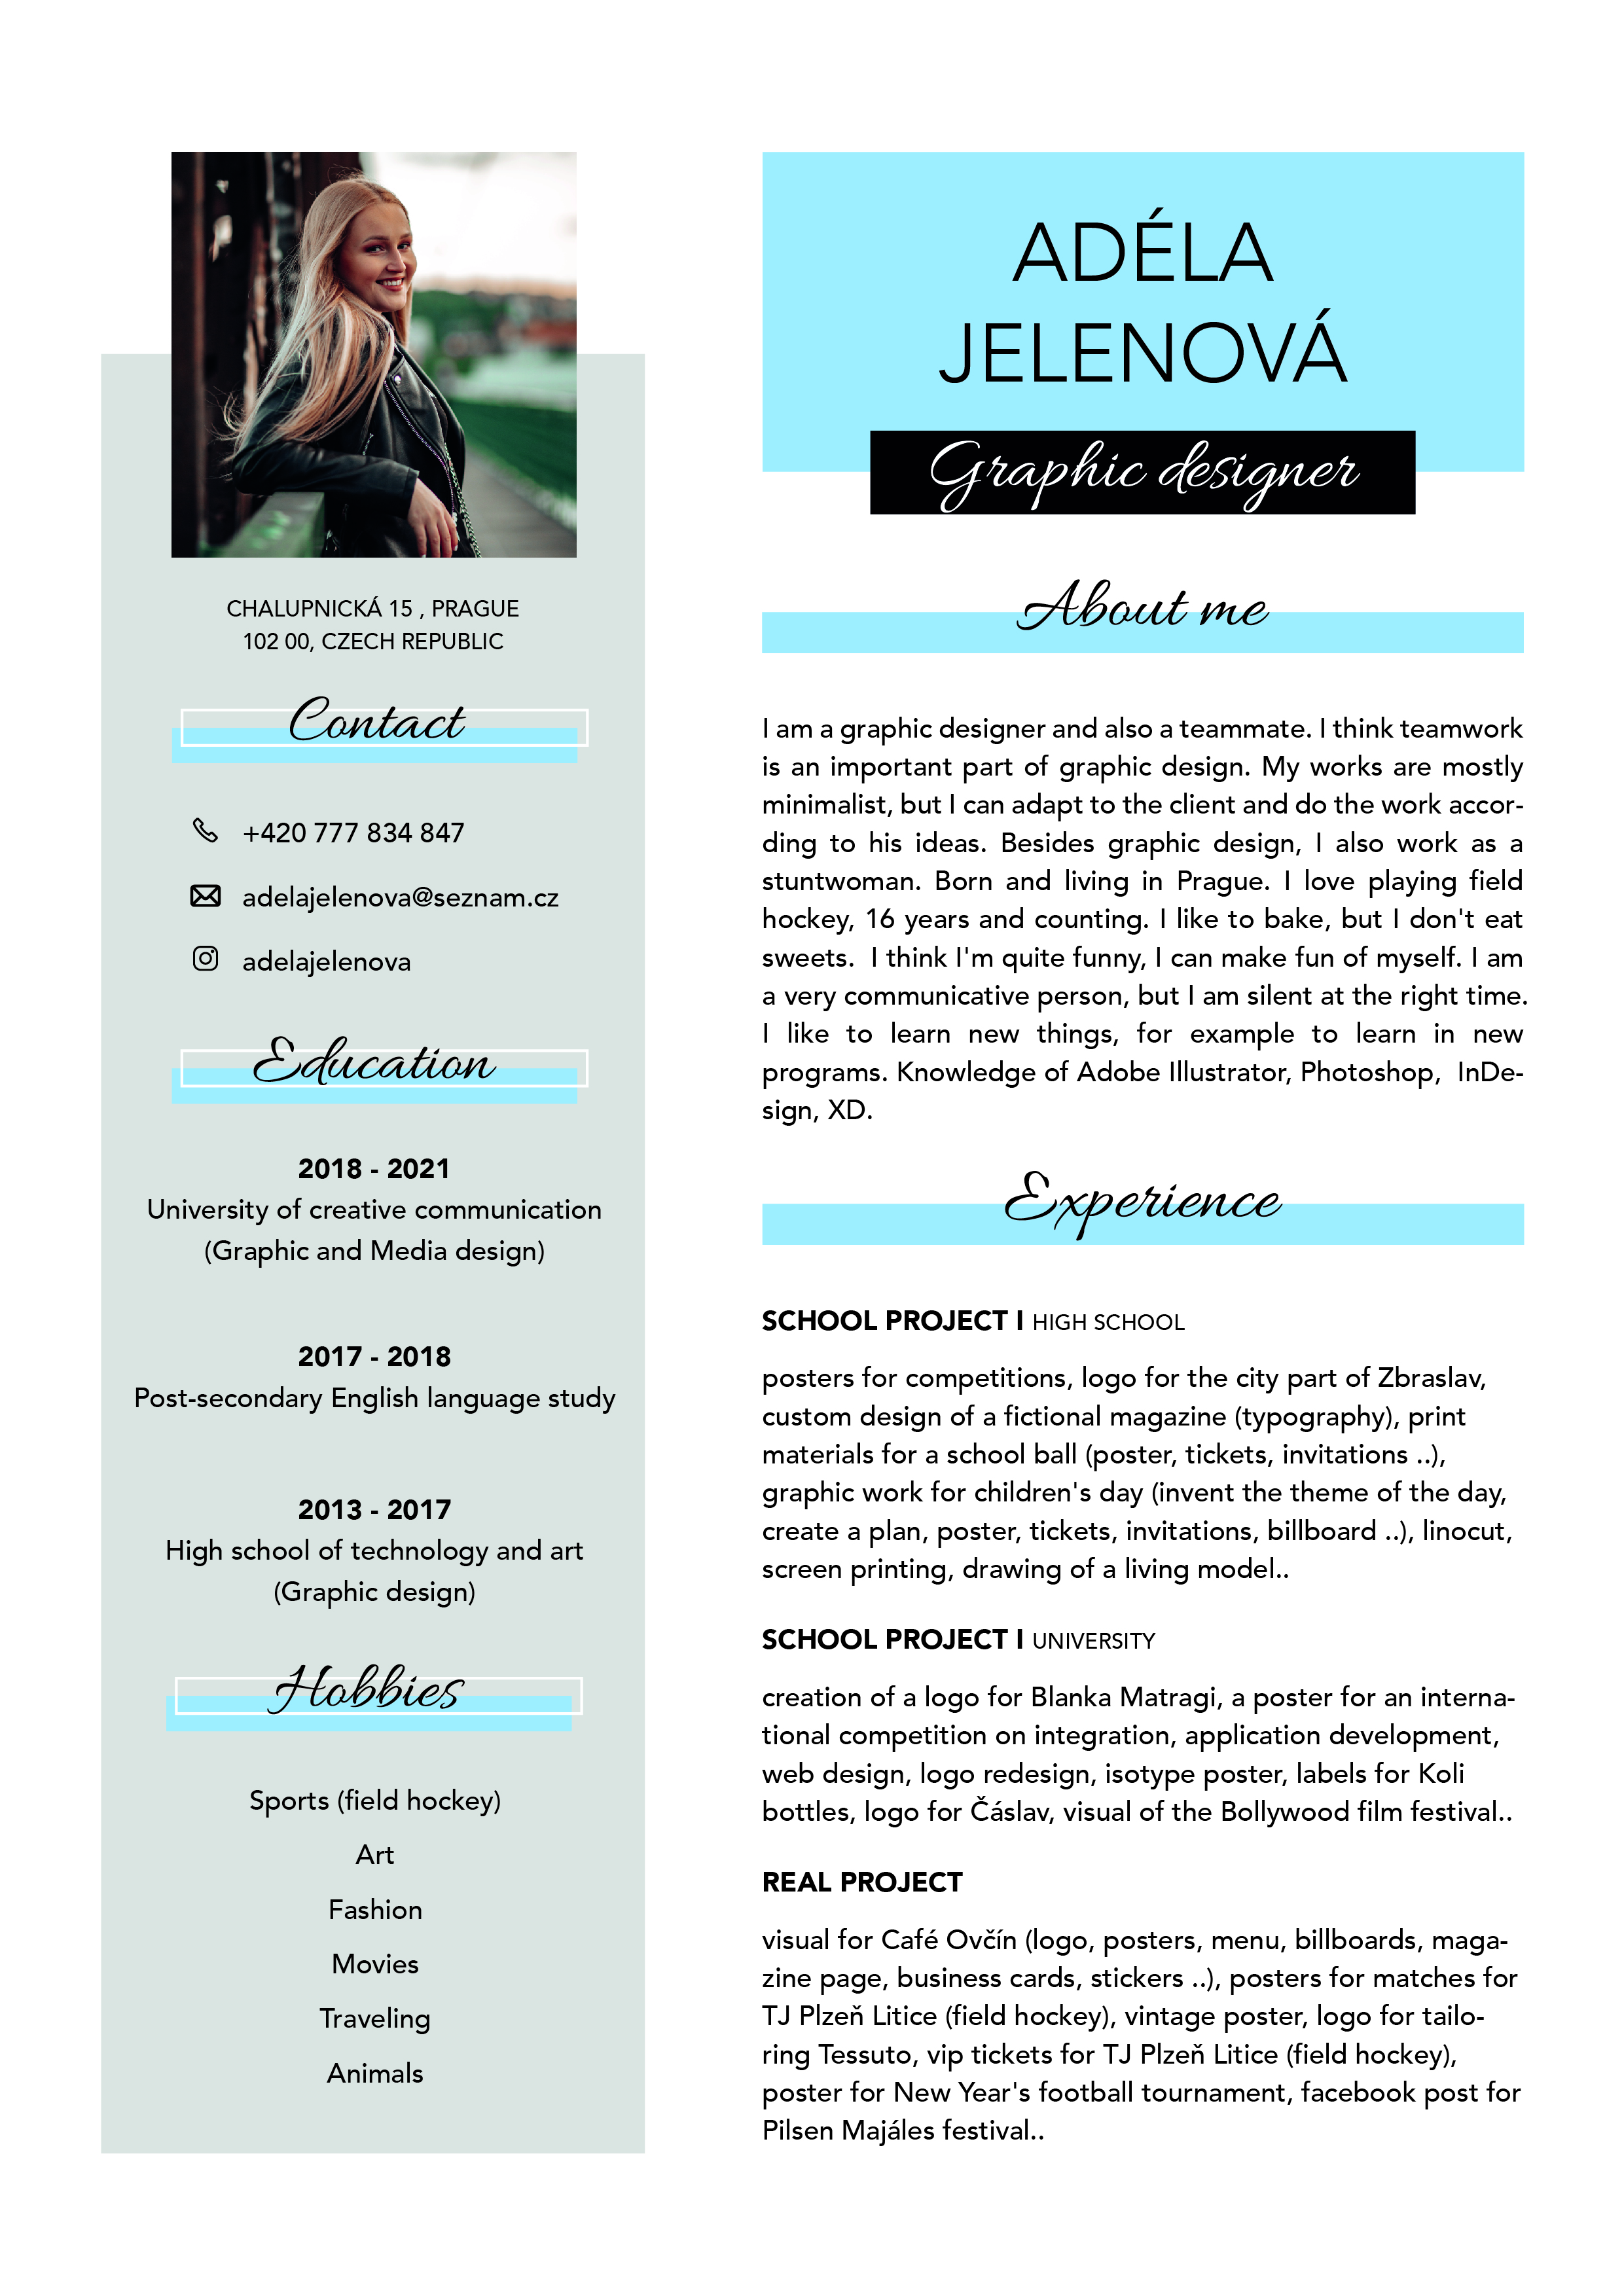 CHALUPNICKÁ 15 , PRAGUE
102 00, CZECH REPUBLIC
Contact
+420 777 834 847
adelajelenova@seznam.cz
adelajelenova
Education
2018 - 2021
University of creative communication
(Graphic and Media design)
2017 - 2018
Post-secondary English language study
2013 - 2017
High school of technology and art
(Graphic design)
Hobbies
Sports (field hockey)
Art
Fashion
Movies
Traveling
Animals
ADÉLA
JELENOVÁ
Graphic designer
About me
I am a graphic designer and also a teammate. I think teamwork
is an important part of graphic design. My works are mostly
minimalist, but I can adapt to the client and do the work accor-
ding to his ideas. Besides graphic design, I also work as a
stuntwoman. Born and living in Prague. I love playing field
hockey, 16 years and counting. I like to bake, but I don't eat
sweets.  I think I'm quite funny, I can make fun of myself. I am
a very communicative person, but I am silent at the right time.
I like to learn new things, for example to learn in new
programs. Knowledge of Adobe Illustrator, Photoshop,  InDe-
sign, XD.
Experience
SCHOOL PROJECT I HIGH SCHOOL
posters for competitions, logo for the city part of Zbraslav,
custom design of a fictional magazine (typography), print
materials for a school ball (poster, tickets, invitations ..),
graphic work for children's day (invent the theme of the day,
create a plan, poster, tickets, invitations, billboard ..), linocut,
screen printing, drawing of a living model..
SCHOOL PROJECT I UNIVERSITY
creation of a logo for Blanka Matragi, a poster for an interna-
tional competition on integration, application development,
web design, logo redesign, isotype poster, labels for Koli
bottles, logo for Čáslav, visual of the Bollywood film festival..
REAL PROJECT
visual for Café Ovčín (logo, posters, menu, billboards, maga-
zine page, business cards, stickers ..), posters for matches for
TJ Plzeň Litice (field hockey), vintage poster, logo for tailo-
ring Tessuto, vip tickets for TJ Plzeň Litice (field hockey),
poster for New Year's football tournament, facebook post for
Pilsen Majáles festival..